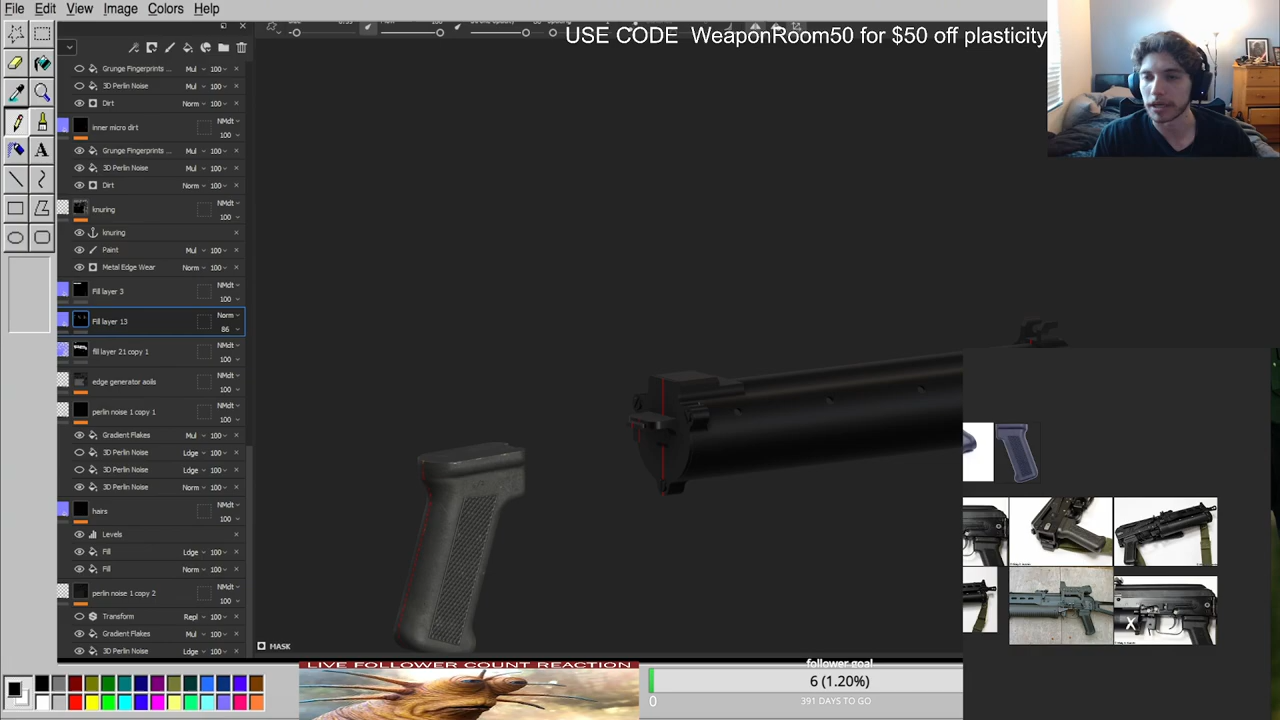 File Edit View Image Colors Help
USE CODE WeaponRoom50 for $50 off plasticity
Grunge Fingerprints ... Mul 100
3D Perlin Noise Mul 100
Dirt Norm 100
inner micro dirt NMdt 100
Grunge Fingerprints ... Mul 100
3D Perlin Noise Mul 100
Dirt Norm 100
knuring NMdt 100
knuring
Paint Mul 100
Metal Edge Wear Norm 100
Fill layer 3 NMdt 100
Fill layer 13 Norm 86
fill layer 21 copy 1 NMdt 100
edge generator aoils NMdt 100
perlin noise 1 copy 1 NMdt 100
Gradient Flakes Mul 100
3D Perlin Noise Ldge 100
3D Perlin Noise Ldge 100
3D Perlin Noise Norm 100
hairs NMdt 100
Levels
Fill Ldge 100
Fill Norm 100
perlin noise 1 copy 2 NMdt 100
Transform Repl 100
Gradient Flakes Mul 100
3D Perlin Noise Ldge 100
MASK
LIVE FOLLOWER COUNT REACTION
follower goal
6 (1.20%)
0
391 DAYS TO GO